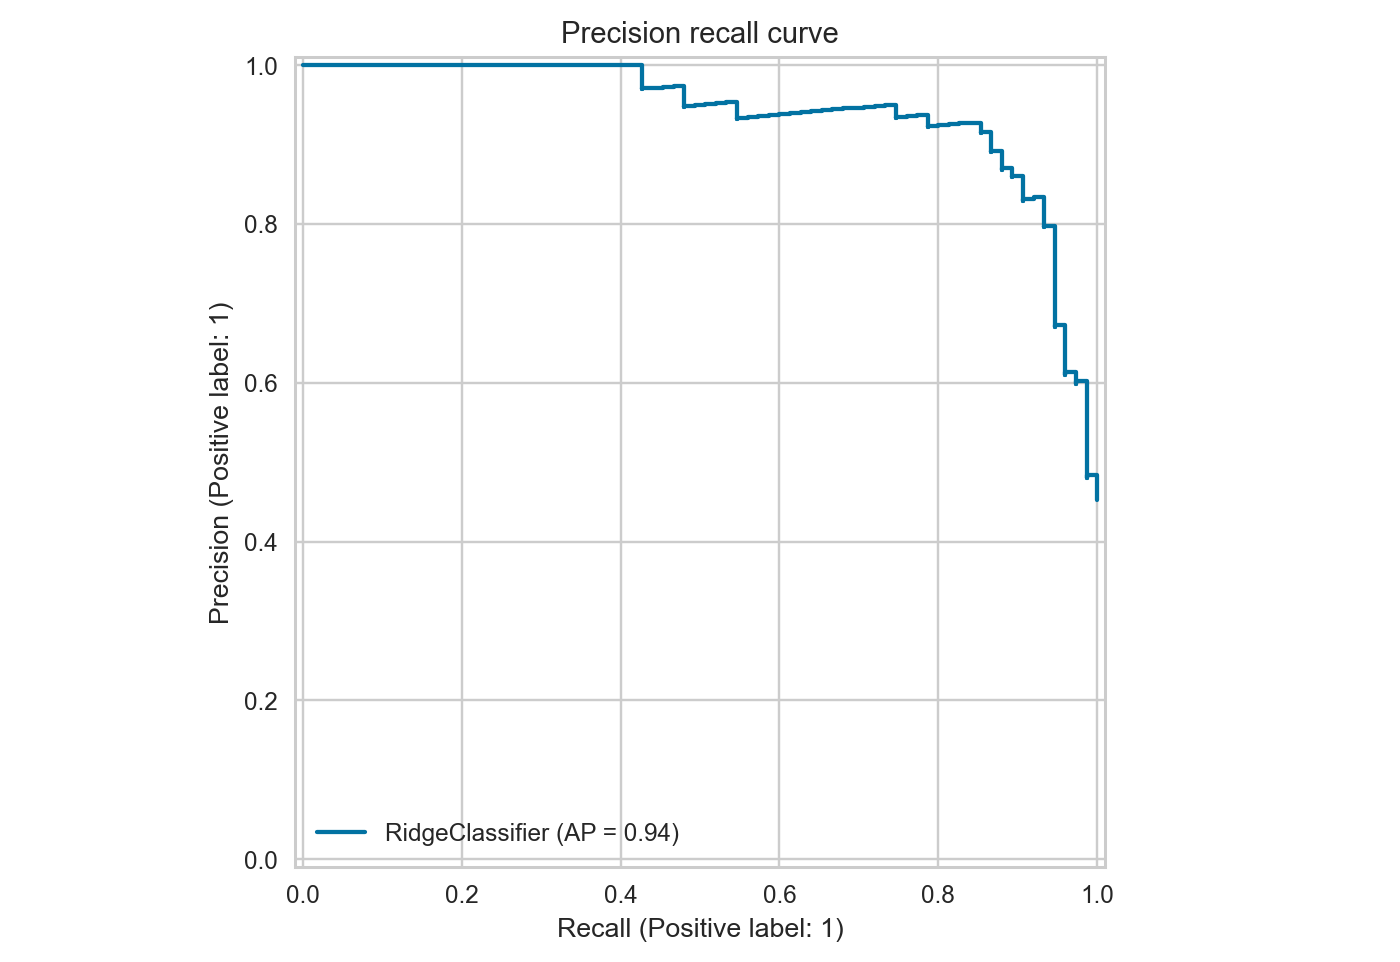 Precision recall curve
1.0
0.8
0.6
0.4
0.2
0.0
Precision (Positive label: 1)
RidgeClassifier (AP = 0.94)
0.0 0.2 0.4 0.6 0.8 1.0
Recall (Positive label: 1)